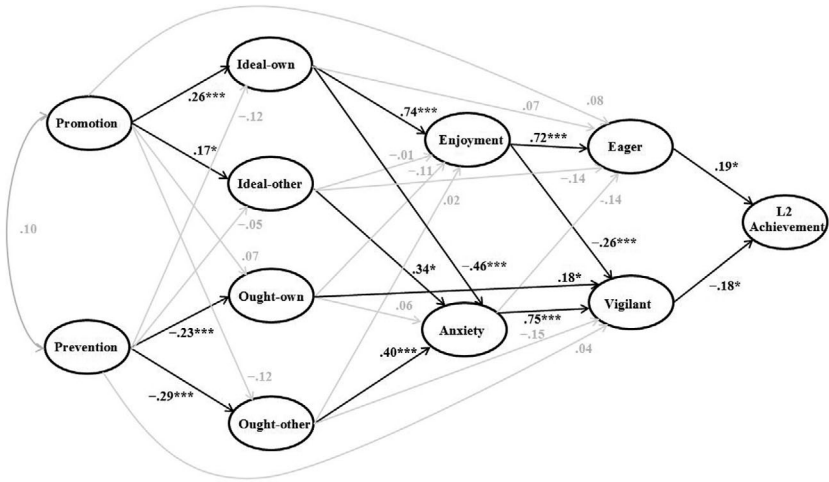 Ideal-own
.26***
.74***
.07
.08
Promotion
−.12
Enjoyment
.72***
Eager
.17*
−.01
−.11
−.14
.19*
Ideal-other
.02
-.14
L2
Achievement
−.05
.10
.07
−.26***
.34*
−.46***
.18*
−.18*
Ought-own
Vigilant
.06
Anxiety
.75***
−.23***
−.15
Prevention
.40***
.04
−.12
−.29***
Ought-other